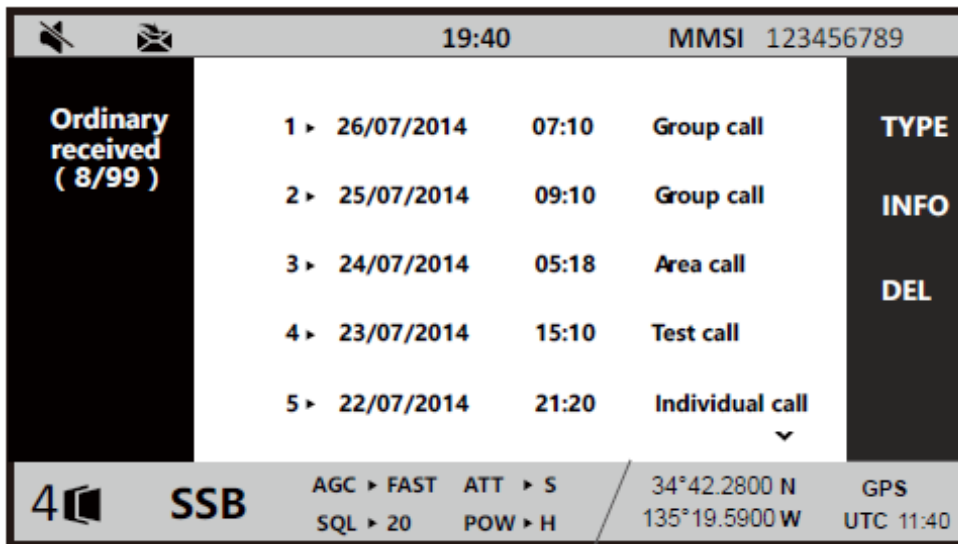 19:40 MMSI 123456789
Ordinary
received
( 8/99 )
1 ▸ 26/07/2014 07:10 Group call
2 ▸ 25/07/2014 09:10 Group call
3 ▸ 24/07/2014 05:18 Area call
4 ▸ 23/07/2014 15:10 Test call
5 ▸ 22/07/2014 21:20 Individual call
TYPE
INFO
DEL
4 SSB
AGC ▸ FAST ATT ▸ S
SQL ▸ 20 POW ▸ H
34°42.2800 N
135°19.5900 W
GPS
UTC 11:40